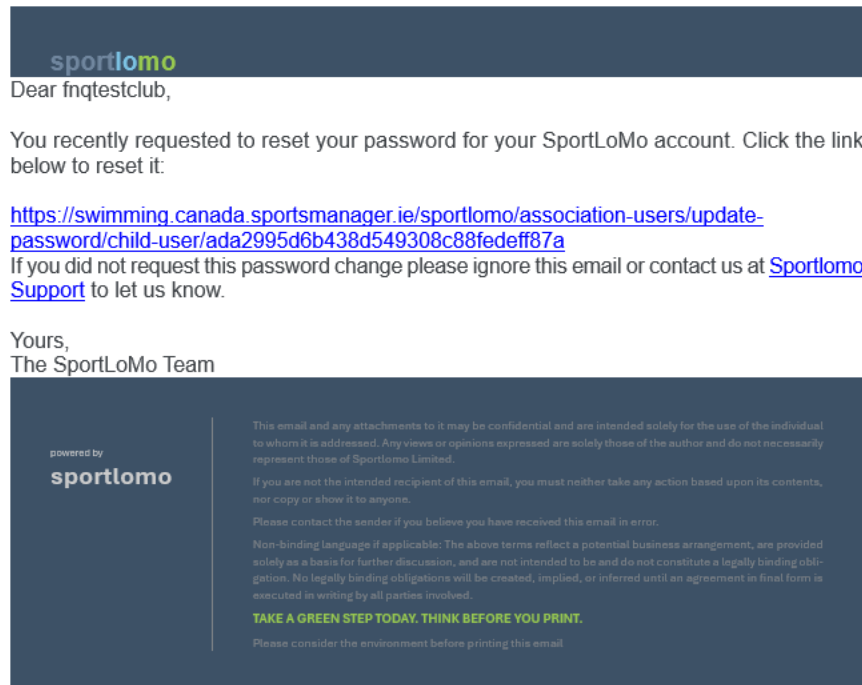 sportlomo
Dear fnqtestclub,
You recently requested to reset your password for your SportLoMo account. Click the link
below to reset it:
https://swimming.canada.sportsmanager.ie/sportlomo/association-users/update-
password/child-user/ada2995d6b438d549308c88fedeff87a
If you did not request this password change please ignore this email or contact us at Sportlomo
Support to let us know.
Yours,
The SportLoMo Team
powered by
sportlomo
This email and any attachments to it may be confidential and are intended solely for the use of the individual
to whom it is addressed. Any views or opinions expressed are solely those of the author and do not necessarily
represent those of Sportlomo Limited.
If you are not the intended recipient of this email, you must neither take any action based upon its contents,
nor copy or show it to anyone.
Please contact the sender if you believe you have received this email in error.
Non-binding language if applicable: The above terms reflect a potential business arrangement, are provided
solely as a basis for further discussion, and are not intended to be and do not constitute a legally binding obli-
gation. No legally binding obligations will be created, implied, or inferred until an agreement in final form is
executed in writing by all parties involved.
TAKE A GREEN STEP TODAY. THINK BEFORE YOU PRINT.
Please consider the environment before printing this email